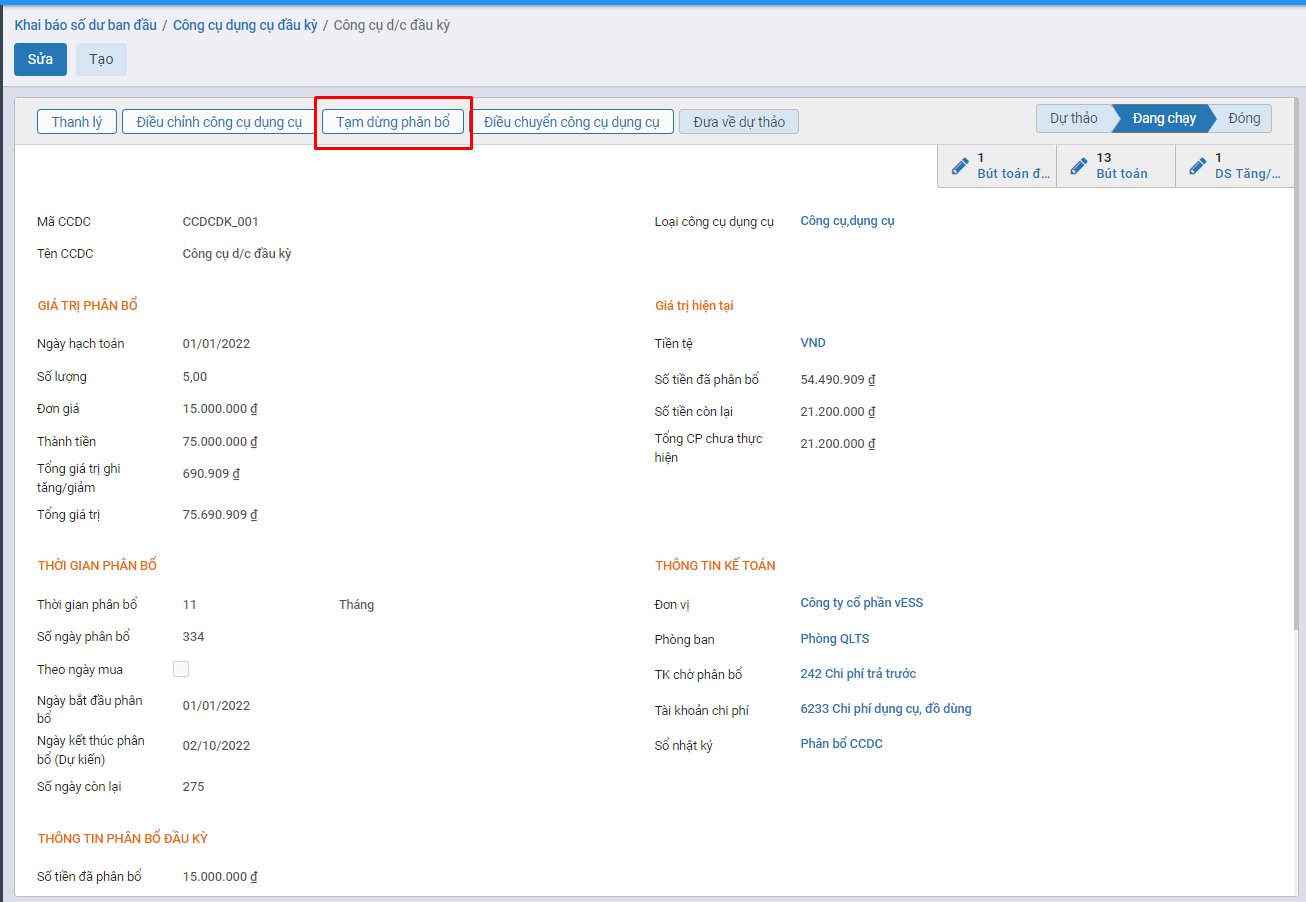 Khai báo số dư ban đầu / Công cụ dụng cụ đầu kỳ / Công cụ d/c đầu kỳ
Sửa Tạo
Thanh lý Điều chỉnh công cụ dụng cụ Tạm dừng phân bổ Điều chuyển công cụ dụng cụ Đưa về dự thảo Dự thảo Đang chạy Đóng
1 13 1
Bút toán đ... Bút toán DS Tăng/...
Mã CCDC CCDCDK_001 Loại công cụ dụng cụ Công cụ,dụng cụ
Tên CCDC Công cụ d/c đầu kỳ
GIÁ TRỊ PHÂN BỔ Giá trị hiện tại
Ngày hạch toán 01/01/2022 Tiền tệ VND
Số lượng 5,00 Số tiền đã phân bổ 54.490.909 ₫
Đơn giá 15.000.000 ₫ Số tiền còn lại 21.200.000 ₫
Thành tiền 75.000.000 ₫ Tổng CP chưa thực
hiện 21.200.000 ₫
Tổng giá trị ghi
tăng/giảm 690.909 ₫
Tổng giá trị 75.690.909 ₫
THỜI GIAN PHÂN BỔ THÔNG TIN KẾ TOÁN
Thời gian phân bổ 11 Tháng Đơn vị Công ty cổ phần vESS
Số ngày phân bổ 334 Phòng ban Phòng QLTS
Theo ngày mua TK chờ phân bổ 242 Chi phí trả trước
Ngày bắt đầu phân
bổ 01/01/2022 Tài khoản chi phí 6233 Chi phí dụng cụ, đồ dùng
Ngày kết thúc phân
bổ (Dự kiến) 02/10/2022 Sổ nhật ký Phân bổ CCDC
Số ngày còn lại 275
THÔNG TIN PHÂN BỔ ĐẦU KỲ
Số tiền đã phân bổ 15.000.000 ₫